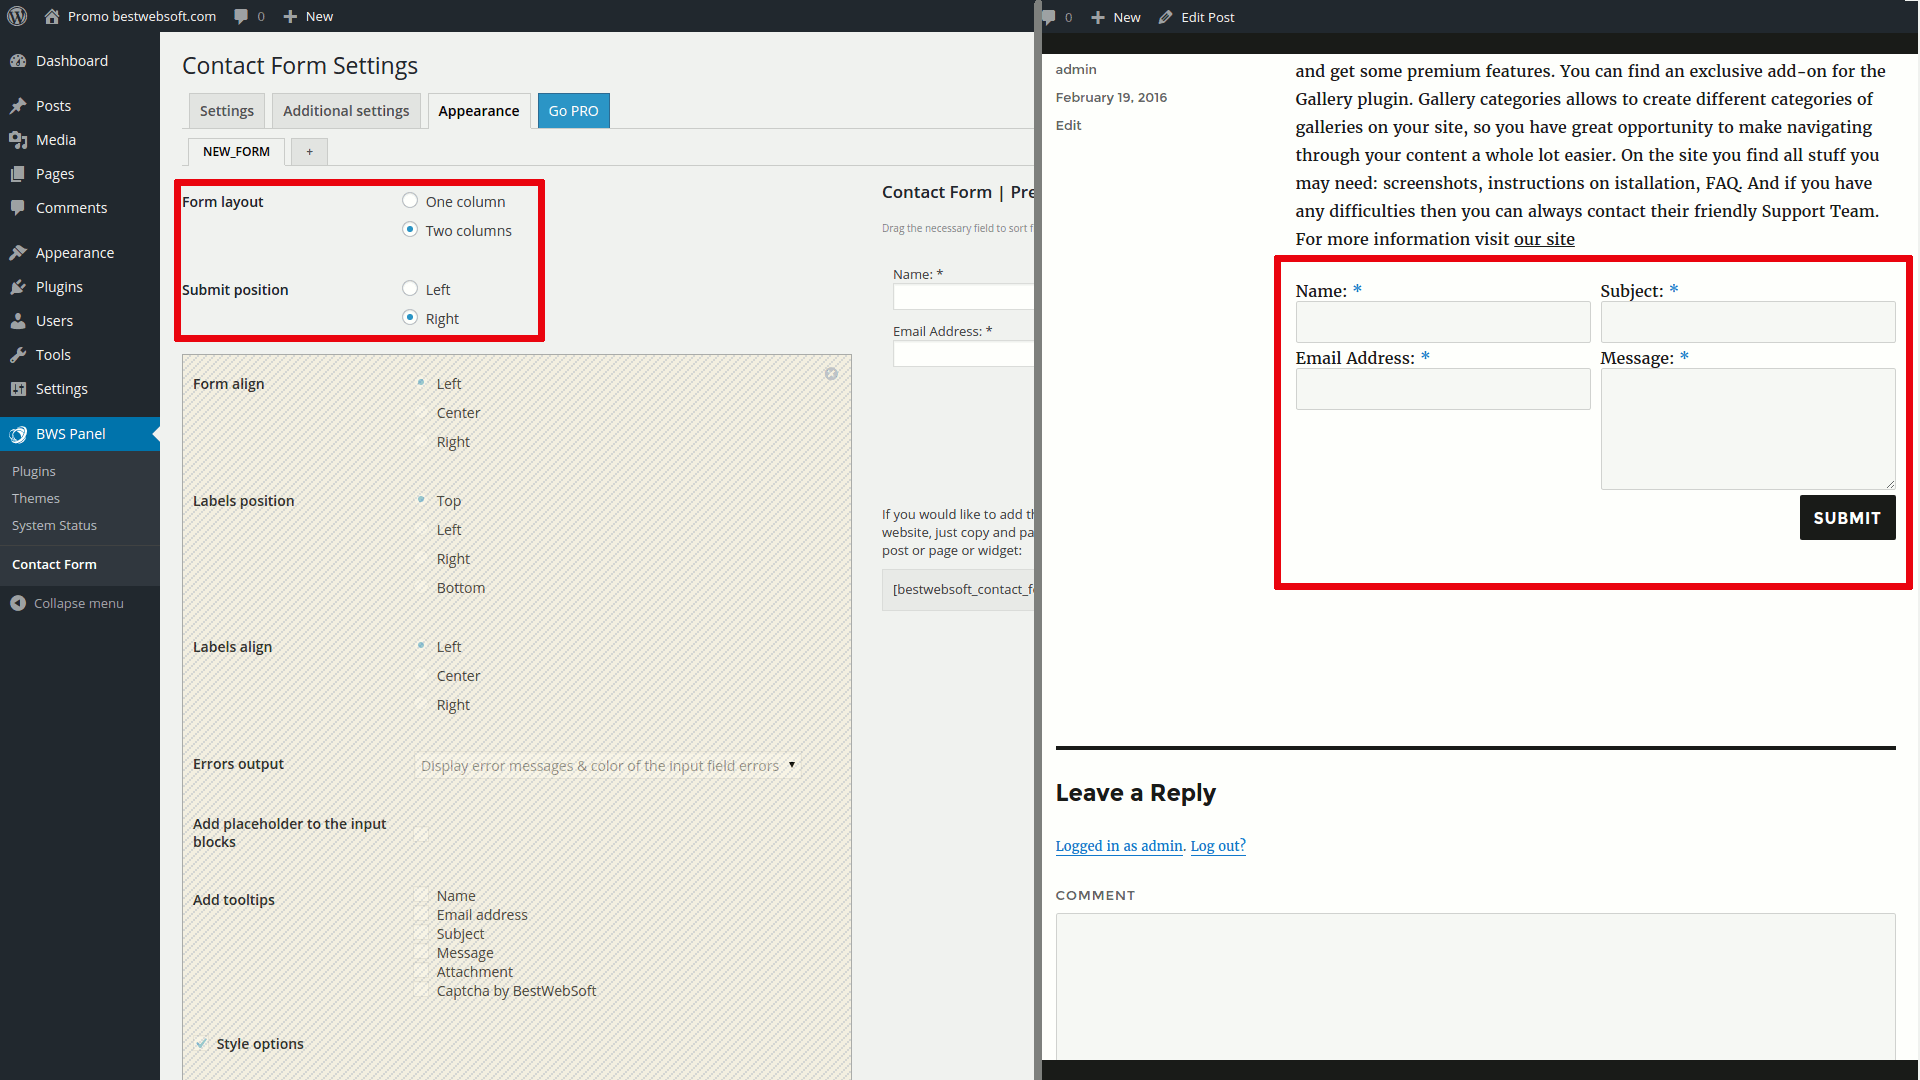 Promo bestwebsoft.com 0 New
Dashboard
Posts
Media
Pages
Comments
Appearance
Plugins
Users
Tools
Settings
BWS Panel
Plugins
Themes
System Status
Contact Form
Collapse menu
Contact Form Settings
Settings Additional settings Appearance Go PRO
NEW_FORM +
Form layout
One column
Two columns
Submit position
Left
Right
Form align
Left
Center
Right
Labels position
Top
Left
Right
Bottom
Labels align
Left
Center
Right
Errors output
Display error messages & color of the input field errors
Add placeholder to the input
blocks
Add tooltips
Name
Email address
Subject
Message
Attachment
Captcha by BestWebSoft
Style options
Contact Form | Pre
Drag the necessary field to sort f
Name: *
Email Address: *
If you would like to add th
website, just copy and pa
post or page or widget:
[bestwebsoft_contact_fo
0 New Edit Post
admin
February 19, 2016
Edit
and get some premium features. You can find an exclusive add-on for the
Gallery plugin. Gallery categories allows to create different categories of
galleries on your site, so you have great opportunity to make navigating
through your content a whole lot easier. On the site you find all stuff you
may need: screenshots, instructions on istallation, FAQ. And if you have
any difficulties then you can always contact their friendly Support Team.
For more information visit our site
Name: *
Subject: *
Email Address: *
Message: *
SUBMIT
Leave a Reply
Logged in as admin. Log out?
COMMENT